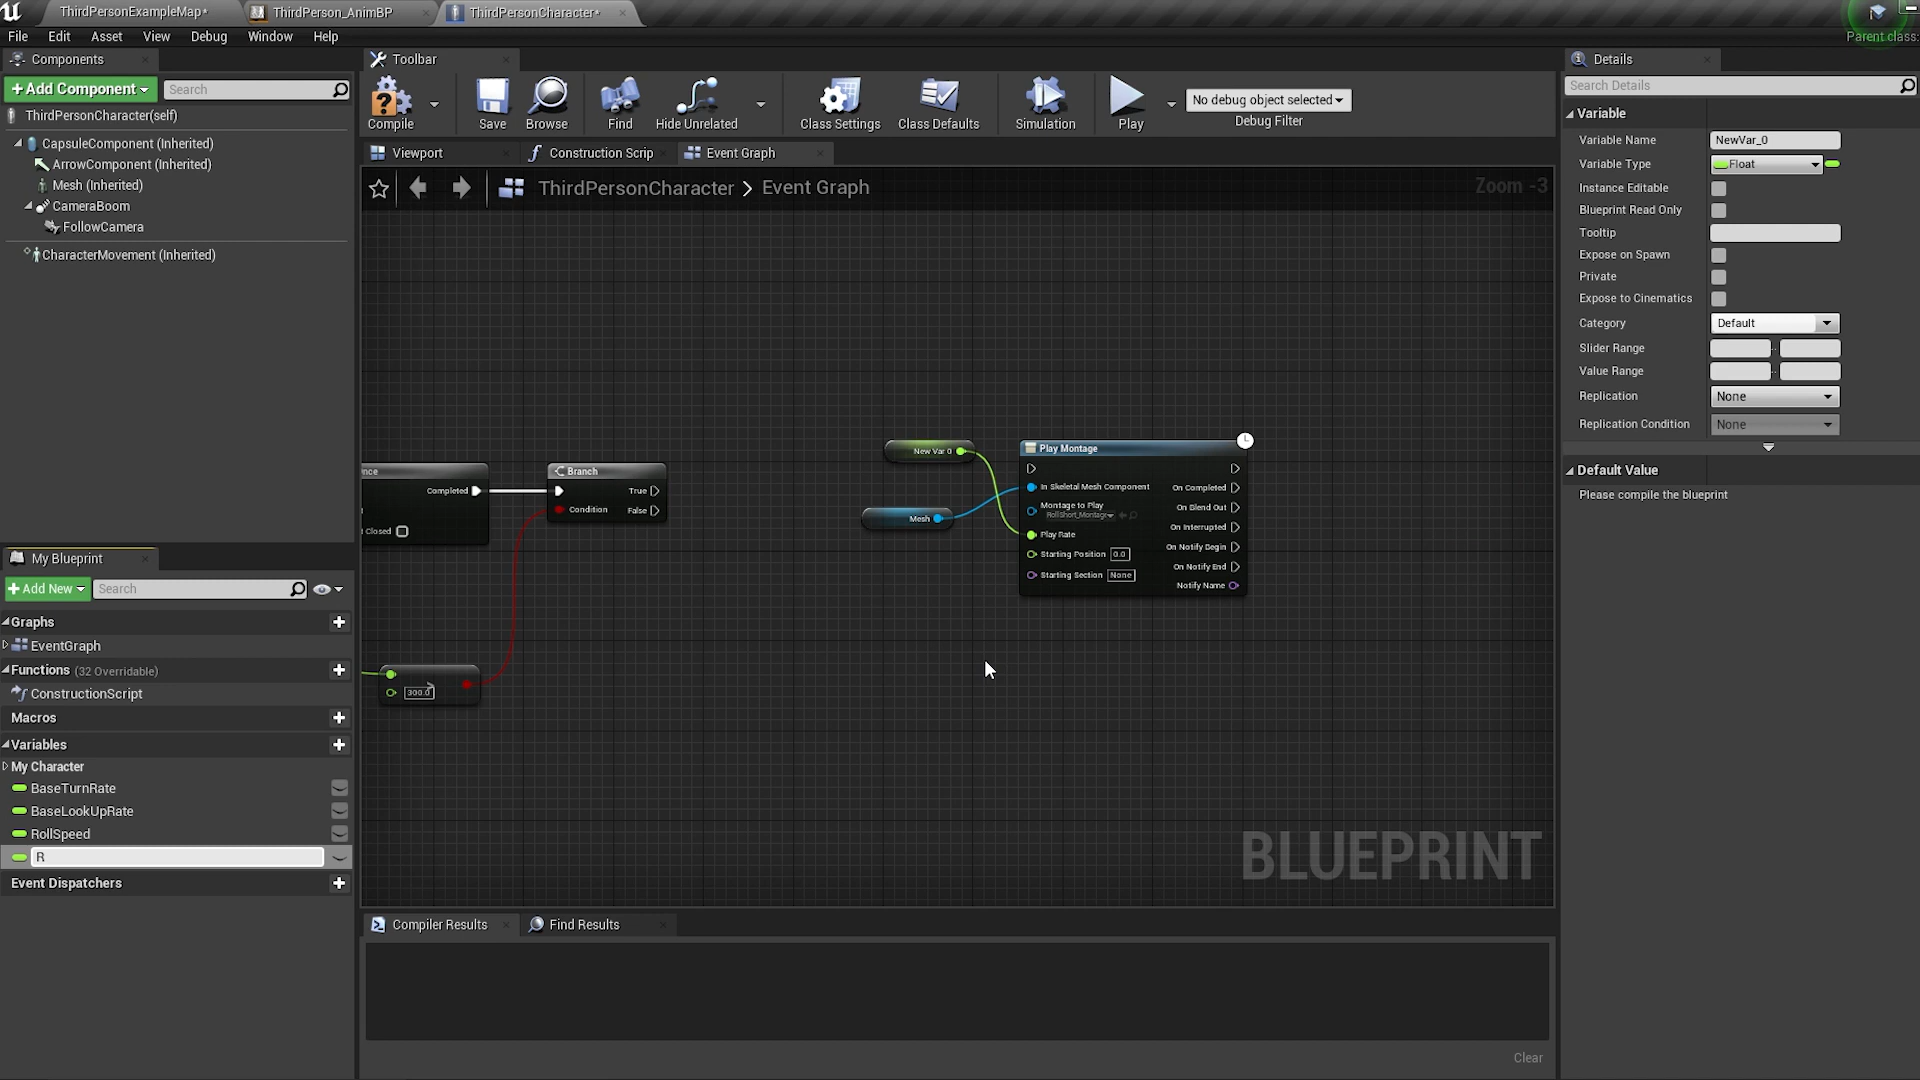 ThirdPersonExampleMap*
ThirdPerson_AnimBP
ThirdPersonCharacter*
File Edit Asset View Debug Window Help
Parent class:
Components
+Add Component
Search
ThirdPersonCharacter(self)
CapsuleComponent (Inherited)
ArrowComponent (Inherited)
Mesh (Inherited)
CameraBoom
FollowCamera
CharacterMovement (Inherited)
My Blueprint
+Add New
Search
Graphs
EventGraph
Functions (32 Overridable)
ConstructionScript
Macros
Variables
My Character
BaseTurnRate
BaseLookUpRate
RollSpeed
R
Event Dispatchers
Toolbar
Compile
Save
Browse
Find
Hide Unrelated
Class Settings
Class Defaults
Simulation
Play
No debug object selected
Debug Filter
Viewport
Construction Scrip
Event Graph
ThirdPersonCharacter > Event Graph
Zoom -3
nce
Completed
Closed
Branch
True
Condition
False
300.0
>
New Var 0
Mesh
Play Montage
In Skeletal Mesh Component
On Completed
Montage to Play
RollShort_Montage
On Blend Out
On Interrupted
Play Rate
On Notify Begin
Starting Position 0.0
On Notify End
Starting Section None
Notify Name
BLUEPRINT
Compiler Results
Find Results
Clear
Details
Search Details
Variable
Variable Name NewVar_0
Variable Type Float
Instance Editable
Blueprint Read Only
Tooltip
Expose on Spawn
Private
Expose to Cinematics
Category Default
Slider Range
Value Range
Replication None
Replication Condition None
Default Value
Please compile the blueprint